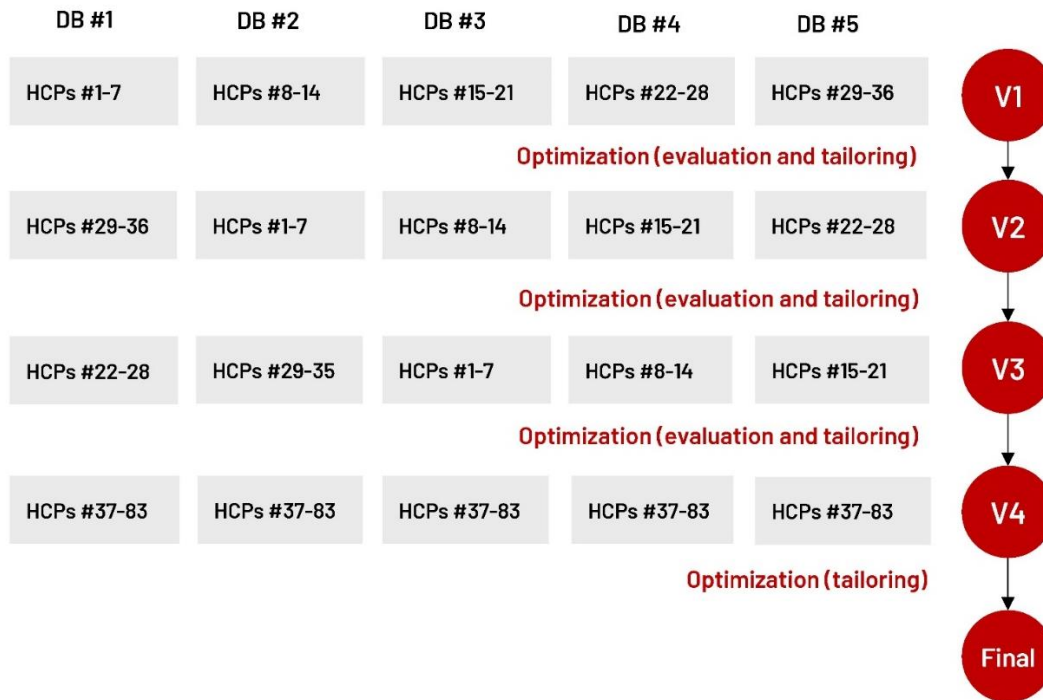 DB #1 DB #2 DB #3 DB #4 DB #5
HCPs #1-7 HCPs #8-14 HCPs #15-21 HCPs #22-28 HCPs #29-36 V1
Optimization (evaluation and tailoring)
HCPs #29-36 HCPs #1-7 HCPs #8-14 HCPs #15-21 HCPs #22-28 V2
Optimization (evaluation and tailoring)
HCPs #22-28 HCPs #29-35 HCPs #1-7 HCPs #8-14 HCPs #15-21 V3
Optimization (evaluation and tailoring)
HCPs #37-83 HCPs #37-83 HCPs #37-83 HCPs #37-83 HCPs #37-83 V4
Optimization (tailoring)
Final